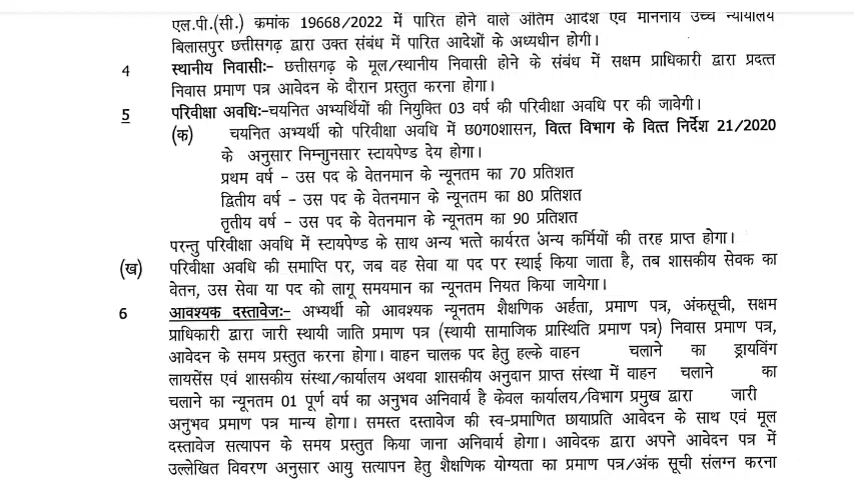 एल.पी.(सी.) क्रमांक 19668/2022 में पारित होने वाले अंतिम आदेश एवं माननीय उच्च न्यायालय
बिलासपुर छत्तीसगढ़ द्वारा उक्त संबंध में पारित आदेशों के अध्यधीन होगी।
4 स्थानीय निवासीः- छत्तीसगढ़ के मूल/स्थानीय निवासी होने के संबंध में सक्षम प्राधिकारी द्वारा प्रदत्त
निवास प्रमाण पत्र आवेदन के दौरान प्रस्तुत करना होगा।
5 परिवीक्षा अवधिः-चयनित अभ्यर्थियों की नियुक्ति 03 वर्ष की परिवीक्षा अवधि पर की जावेगी।
(क) चयनित अभ्यर्थी को परिवीक्षा अवधि में छ0ग0शासन, वित्त विभाग के वित्त निर्देश 21/2020
के अनुसार निम्नाुनसार स्टायपेण्ड देय होगा।
प्रथम वर्ष – उस पद के वेतनमान के न्यूनतम का 70 प्रतिशत
द्वितीय वर्ष – उस पद के वेतनमान के न्यूनतम का 80 प्रतिशत
तृतीय वर्ष – उस पद के वेतनमान के न्यूनतम का 90 प्रतिशत
परन्तु परिवीक्षा अवधि में स्टायपेण्ड के साथ अन्य भत्ते कार्यरत अन्य कर्मियों की तरह प्राप्त होगा।
(ख) परिवीक्षा अवधि की समाप्ति पर, जब वह सेवा या पद पर स्थाई किया जाता है, तब शासकीय सेवक का
वेतन, उस सेवा या पद को लागू समयमान का न्यूनतम नियत किया जायेगा।
6 आवश्यक दस्तावेजः- अभ्यर्थी को आवश्यक न्यूनतम शैक्षणिक अर्हता, प्रमाण पत्र, अंकसूची, सक्षम
प्राधिकारी द्वारा जारी स्थायी जाति प्रमाण पत्र (स्थायी सामाजिक प्रास्थिति प्रमाण पत्र) निवास प्रमाण पत्र,
आवेदन के समय प्रस्तुत करना होगा। वाहन चालक पद हेतु हल्के वाहन चलाने का ड्रायविंग
लायसेंस एवं शासकीय संस्था/कार्यालय अथवा शासकीय अनुदान प्राप्त संस्था में वाहन चलाने का
चलाने का न्यूनतम 01 पूर्ण वर्ष का अनुभव अनिवार्य है केवल कार्यालय/विभाग प्रमुख द्वारा जारी
अनुभव प्रमाण पत्र मान्य होगा। समस्त दस्तावेज की स्व-प्रमाणित छायाप्रति आवेदन के साथ एवं मूल
दस्तावेज सत्यापन के समय प्रस्तुत किया जाना अनिवार्य होगा। आवेदक द्वारा अपने आवेदन पत्र में
उल्लेखित विवरण अनुसार आयु सत्यापन हेतु शैक्षणिक योग्यता का प्रमाण पत्र/अंक सूची संलग्न करना